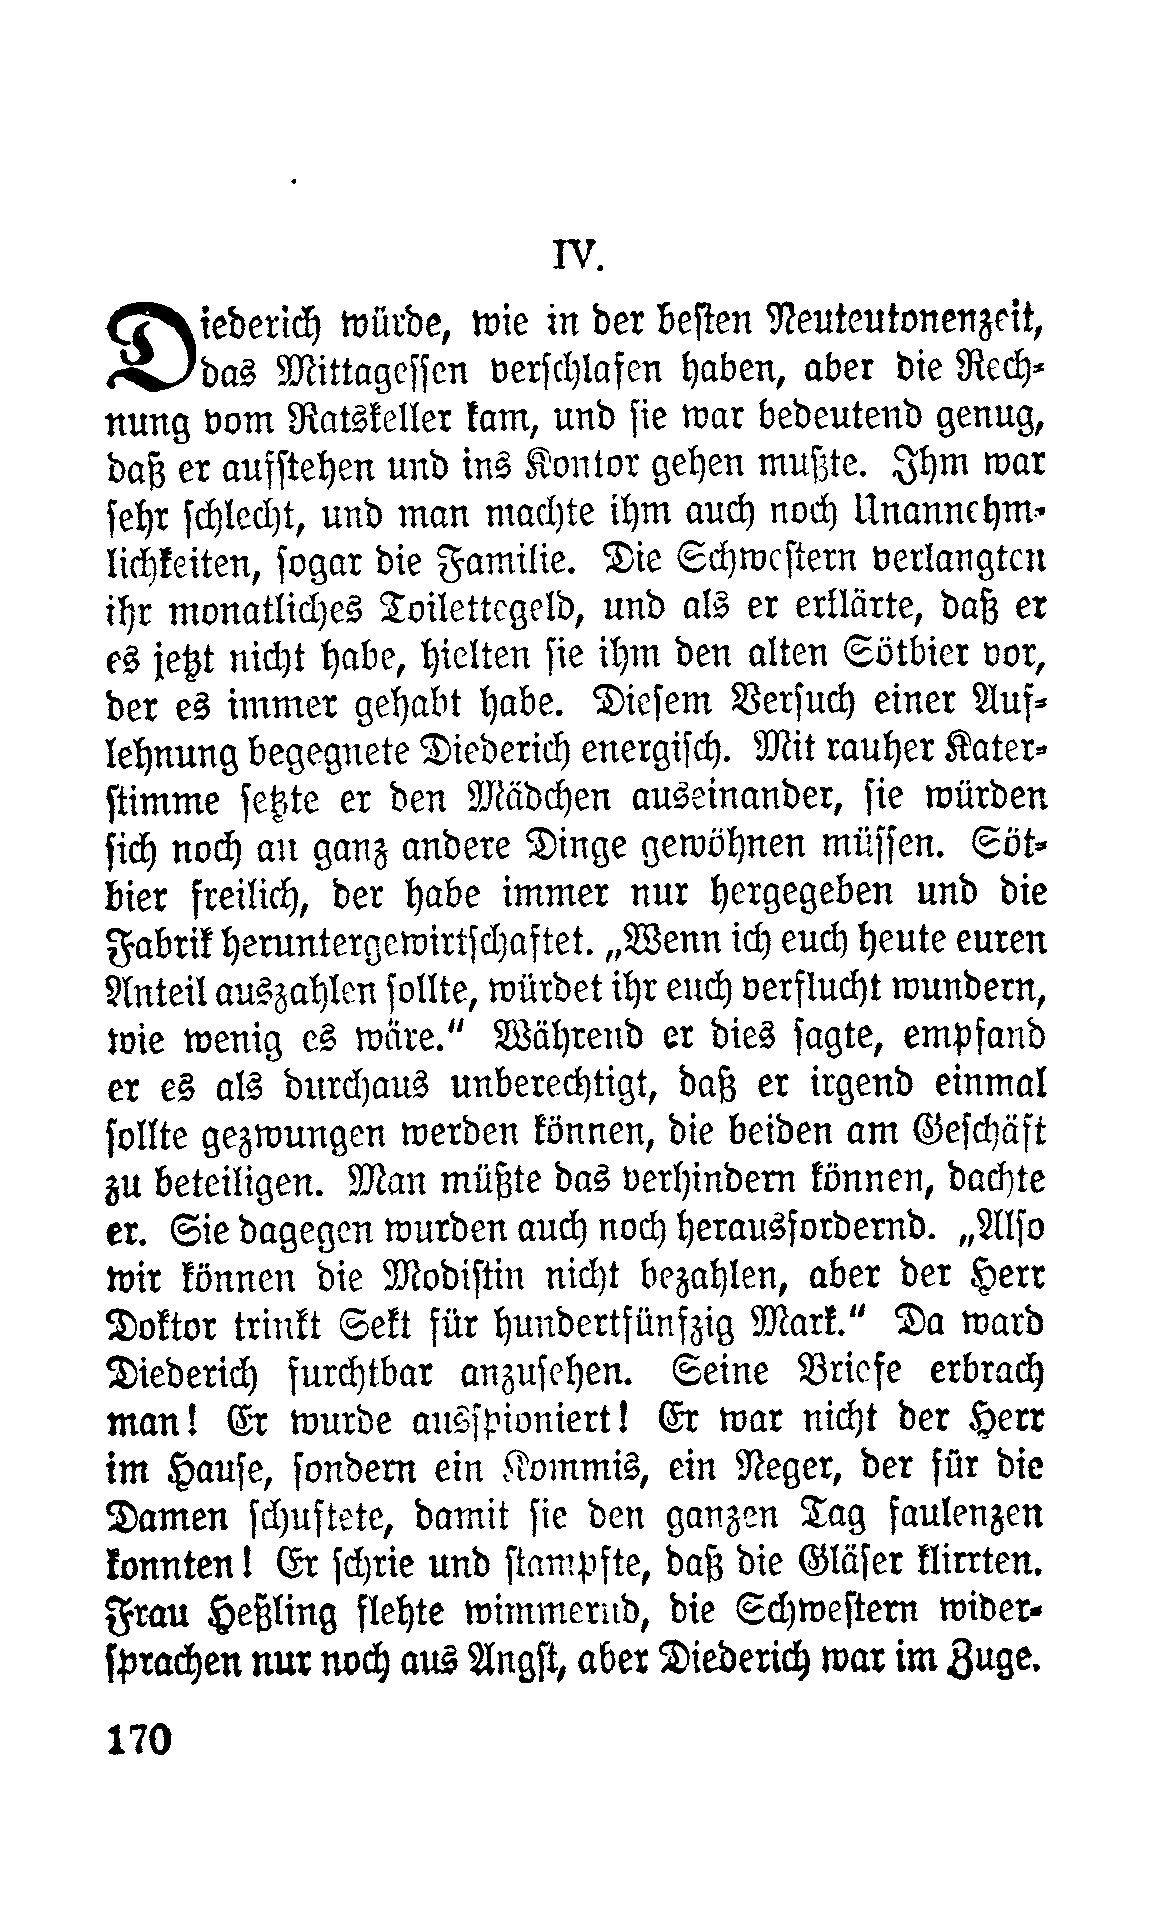 IV.
Diederich würde, wie in der besten Neuteutonenzeit,
das Mittagessen verschlafen haben, aber die Rech-
nung vom Ratskeller kam, und sie war bedeutend genug,
daß er aufstehen und ins Kontor gehen mußte. Ihm war
sehr schlecht, und man machte ihm auch noch Unannehm-
lichkeiten, sogar die Familie. Die Schwestern verlangten
ihr monatliches Toilettegeld, und als er erklärte, daß er
es jetzt nicht habe, hielten sie ihm den alten Sötbier vor,
der es immer gehabt habe. Diesem Versuch einer Auf-
lehnung begegnete Diederich energisch. Mit rauher Kater-
stimme setzte er den Mädchen auseinander, sie würden
sich noch an ganz andere Dinge gewöhnen müssen. Söt-
bier freilich, der habe immer nur hergegeben und die
Fabrik heruntergewirtschaftet. „Wenn ich euch heute euren
Anteil auszahlen sollte, würdet ihr euch verflucht wundern,
wie wenig es wäre.“ Während er dies sagte, empfand
er es als durchaus unberechtigt, daß er irgend einmal
sollte gezwungen werden können, die beiden am Geschäft
zu beteiligen. Man müßte das verhindern können, dachte
er. Sie dagegen wurden auch noch herausfordernd. „Also
wir können die Modistin nicht bezahlen, aber der Herr
Doktor trinkt Sekt für hundertfünfzig Mark.“ Da ward
Diederich furchtbar anzusehen. Seine Briefe erbrach
man! Er wurde ausspioniert! Er war nicht der Herr
im Hause, sondern ein Kommis, ein Neger, der für die
Damen schuftete, damit sie den ganzen Tag faulenzen
konnten! Er schrie und stampfte, daß die Gläser klirrten.
Frau Heßling flehte wimmernd, die Schwestern wider-
sprachen nur noch aus Angst, aber Diederich war im Zuge.
170